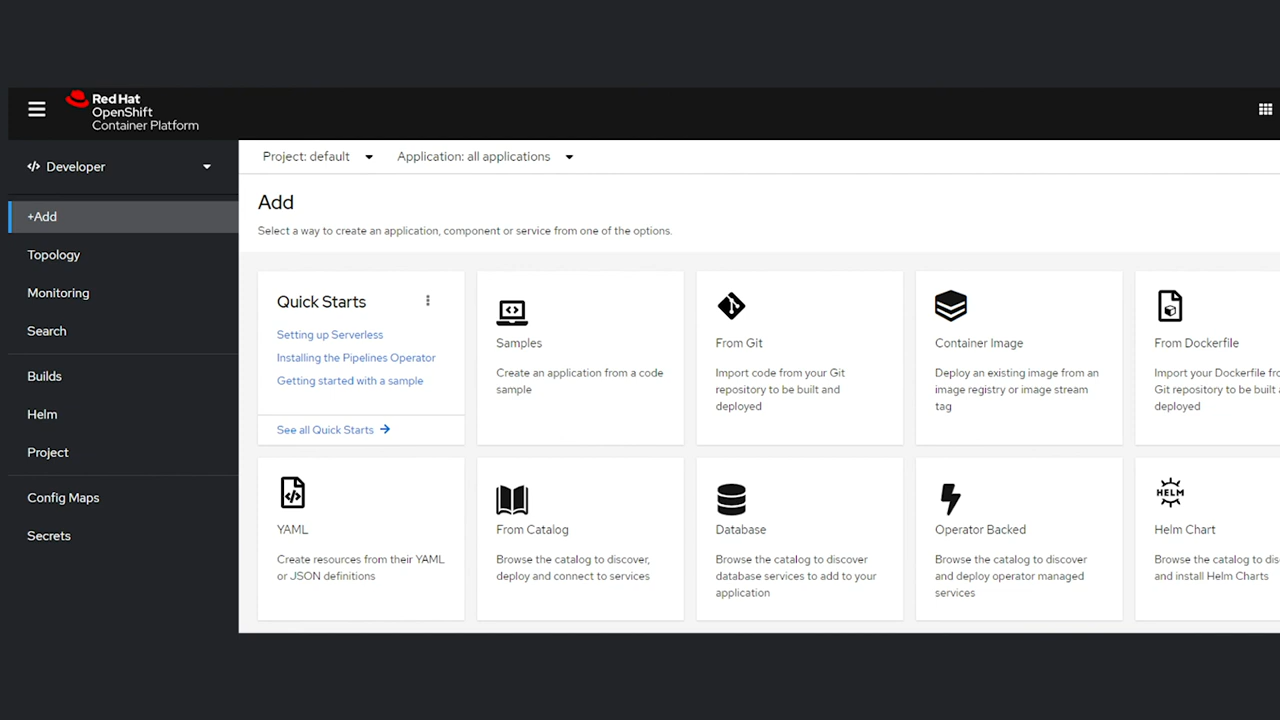 Red Hat
OpenShift
Container Platform
Developer
+Add
Topology
Monitoring
Search
Builds
Helm
Project
Config Maps
Secrets
Project: default
Application: all applications
Add
Select a way to create an application, component or service from one of the options.
Quick Starts
Setting up Serverless
Installing the Pipelines Operator
Getting started with a sample
See all Quick Starts
Samples
Create an application from a code
sample
From Git
Import code from your Git
repository to be built and
deployed
Container Image
Deploy an existing image from an
image registry or image stream
tag
From Dockerfile
Import your Dockerfile
Git repository to be built
deployed
YAML
Create resources from their YAML
or JSON definitions
From Catalog
Browse the catalog to discover,
deploy and connect to services
Database
Browse the catalog to discover
database services to add to your
application
Operator Backed
Browse the catalog to discover
and deploy operator managed
services
HELM
Helm Chart
Browse the catalog to
and install Helm Charts